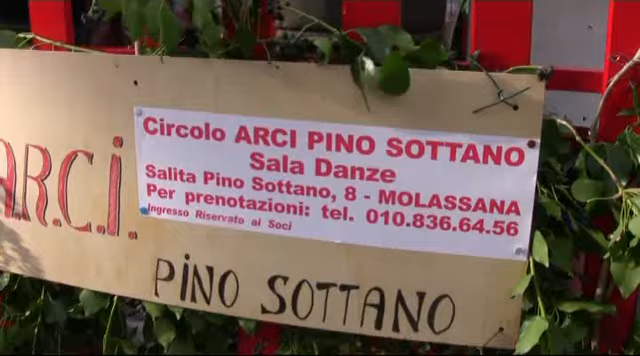 A.R.C.I.
Circolo ARCI PINO SOTTANO
Sala Danze
Salita Pino Sottano, 8 - MOLASSANA
Per prenotazioni: tel. 010.836.64.56
Ingresso Riservato ai Soci
PINO SOTTANO